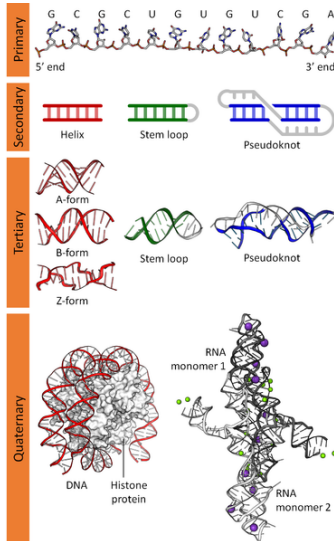 Primary
G C G C U G U G U C G A
5' end
3' end
Secondary
Helix
Stem loop
Pseudoknot
Tertiary
A-form
B-form
Z-form
Stem loop
Pseudoknot
Quaternary
RNA
monomer 1
DNA
Histone
protein
RNA
monomer 2